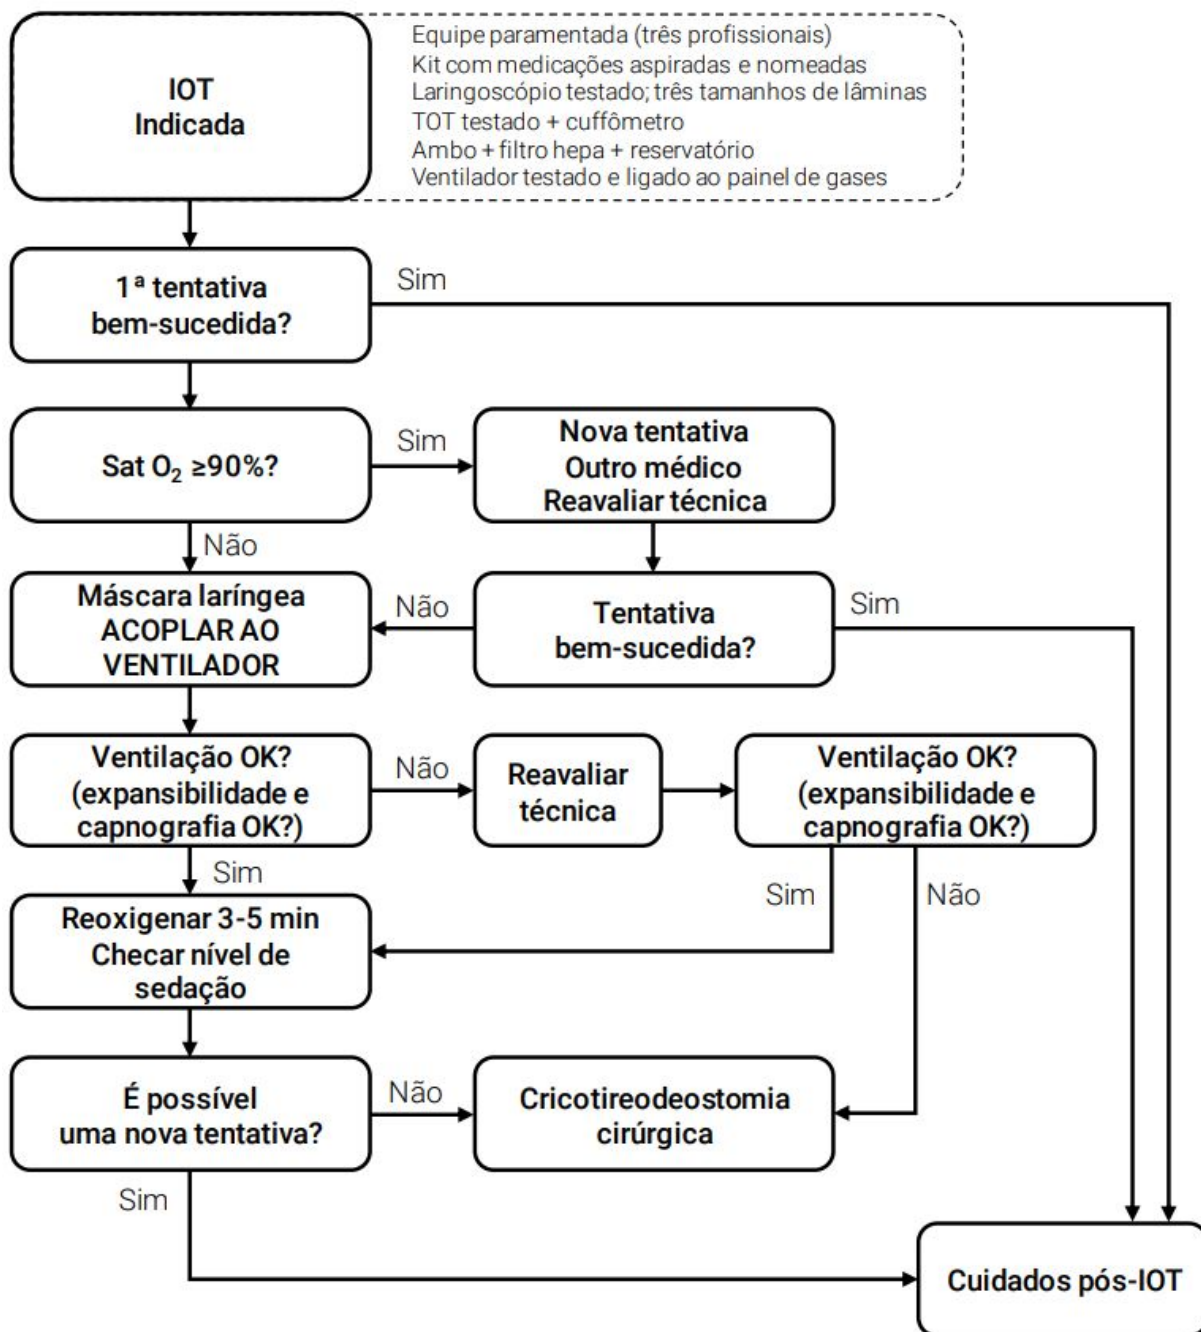 IOT
Indicada
Equipe paramentada (três profissionais)
Kit com medicações aspiradas e nomeadas
Laringoscópio testado; três tamanhos de lâminas
TOT testado + cuffômetro
Ambo + filtro hepa + reservatório
Ventilador testado e ligado ao painel de gases
1ª tentativa
bem-sucedida?
Sim
Sat O₂ ≥90%?
Sim
Nova tentativa
Outro médico
Reavaliar técnica
Não
Máscara laríngea
ACOPLAR AO
VENTILADOR
Não
Tentativa
bem-sucedida?
Sim
Ventilação OK?
(expansibilidade e
capnografia OK?)
Não
Reavaliar
técnica
Ventilação OK?
(expansibilidade e
capnografia OK?)
Sim
Sim
Não
Reoxigenar 3-5 min
Checar nível de
sedação
É possível
uma nova tentativa?
Não
Cricotireodeostomia
cirúrgica
Sim
Cuidados pós-IOT